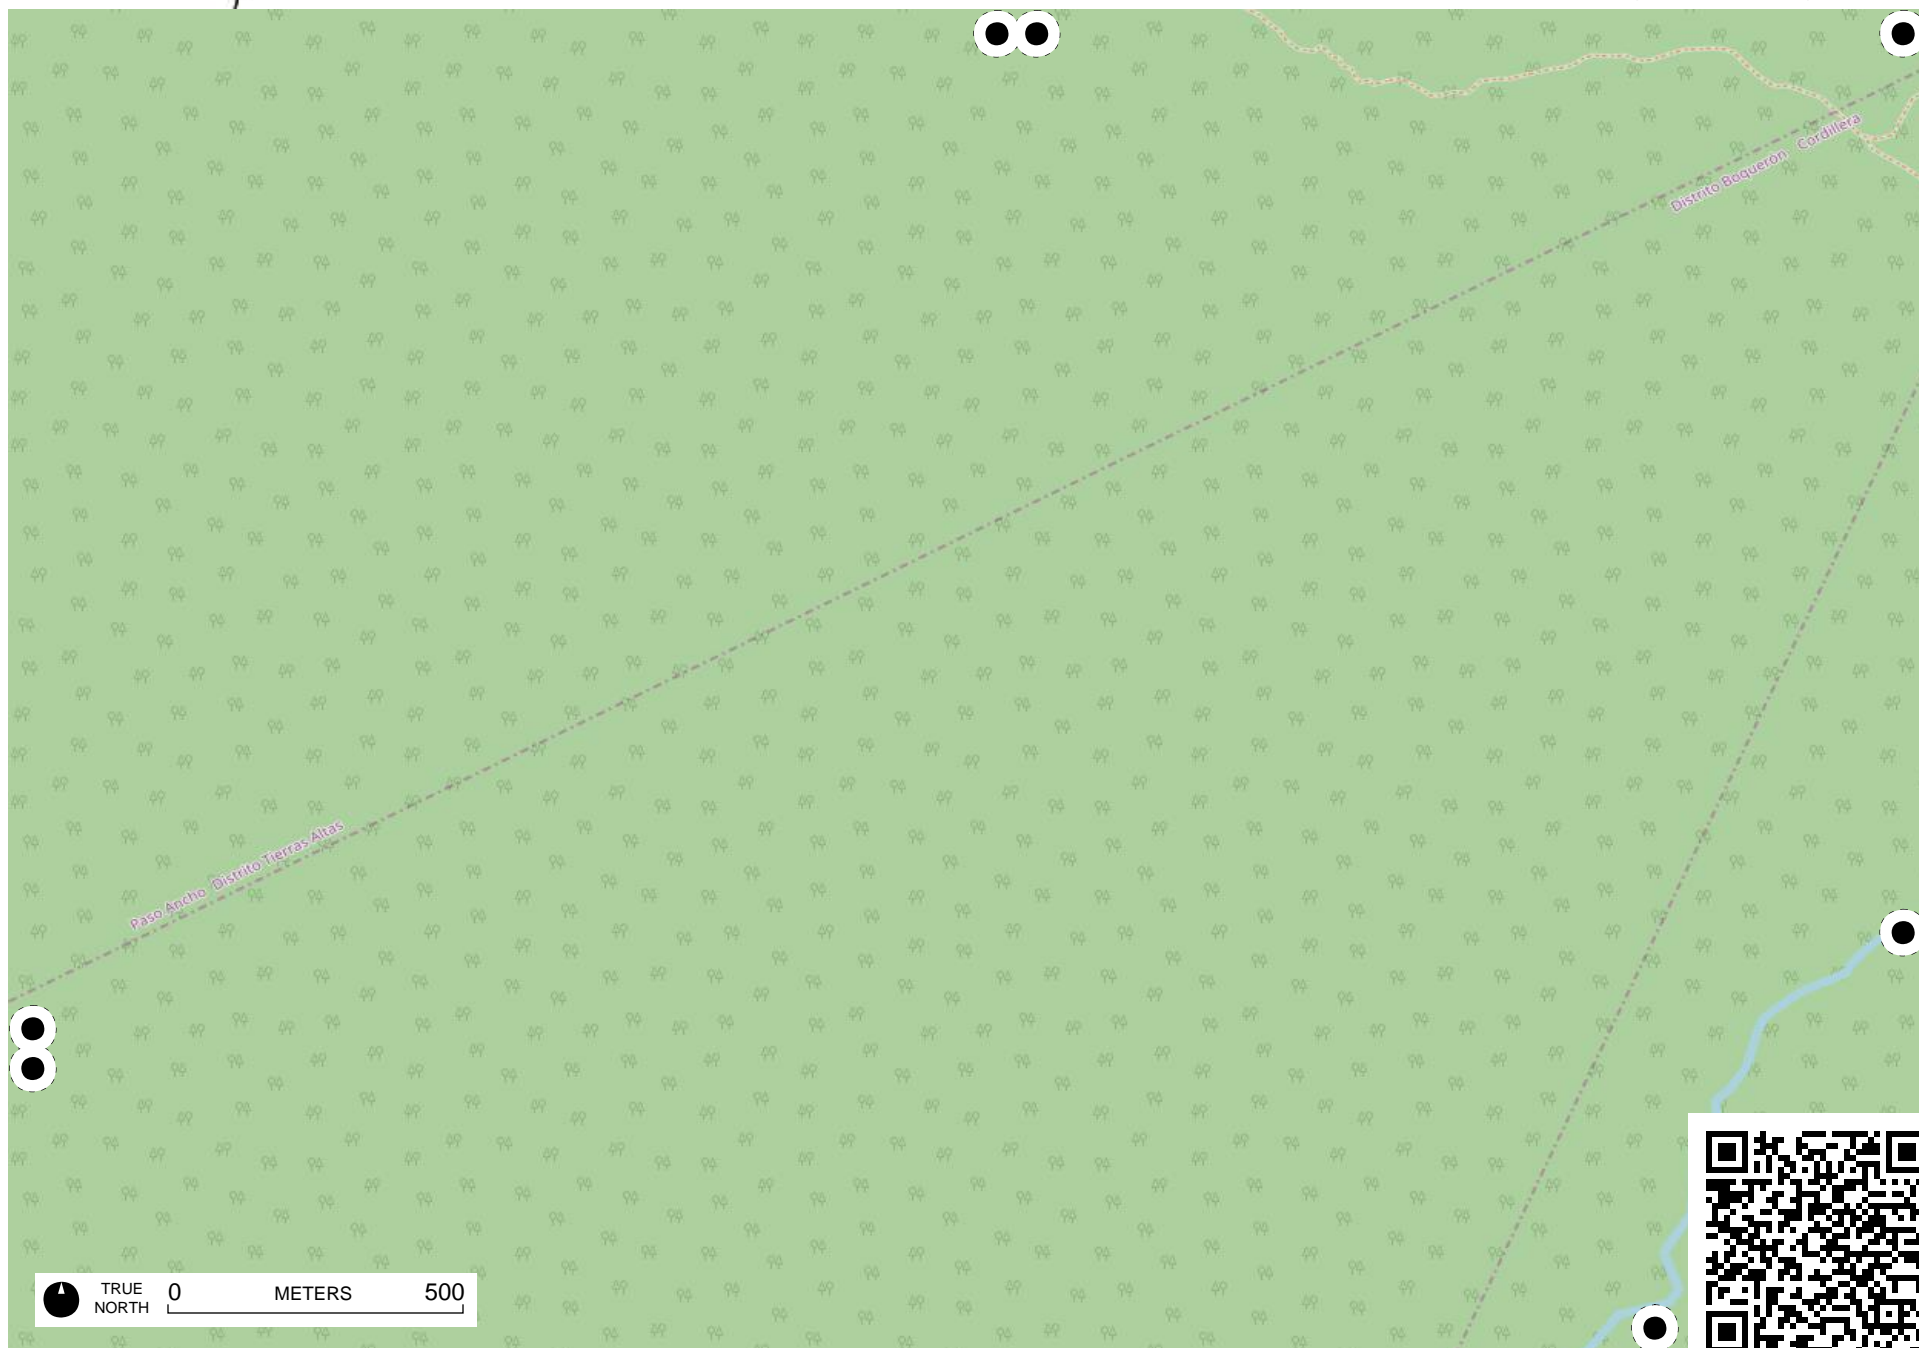 Distrito Boquerón Cordillera
Paso Ancho Distrito Tierras Altas
TRUE NORTH
0 METERS 500